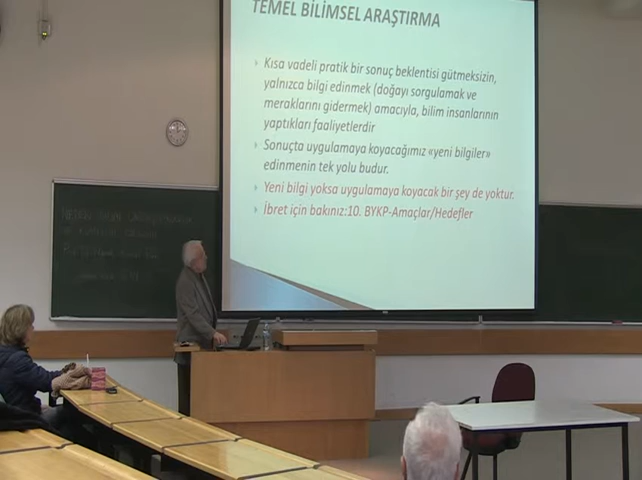 TEMEL BİLİMSEL ARAŞTIRMA
Kısa vadeli pratik bir sonuç beklentisi gütmeksizin,
yalnızca bilgi edinmek (doğayı sorgulamak ve
meraklarını gidermek) amacıyla, bilim insanlarının
yaptıkları faaliyetlerdir
Sonuçta uygulamaya koyacağımız «yeni bilgiler»
edinmenin tek yolu budur.
Yeni bilgi yoksa uygulamaya koyacak bir şey de yoktur.
İbret için bakınız:10. BYKP-Amaçlar/Hedefler